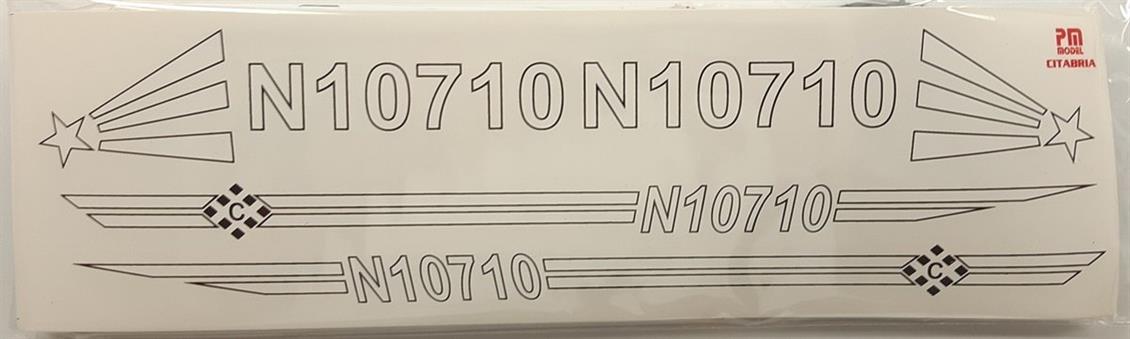 PM
MODEL
CITABRIA
N10710 N10710
C
N10710
N10710
C